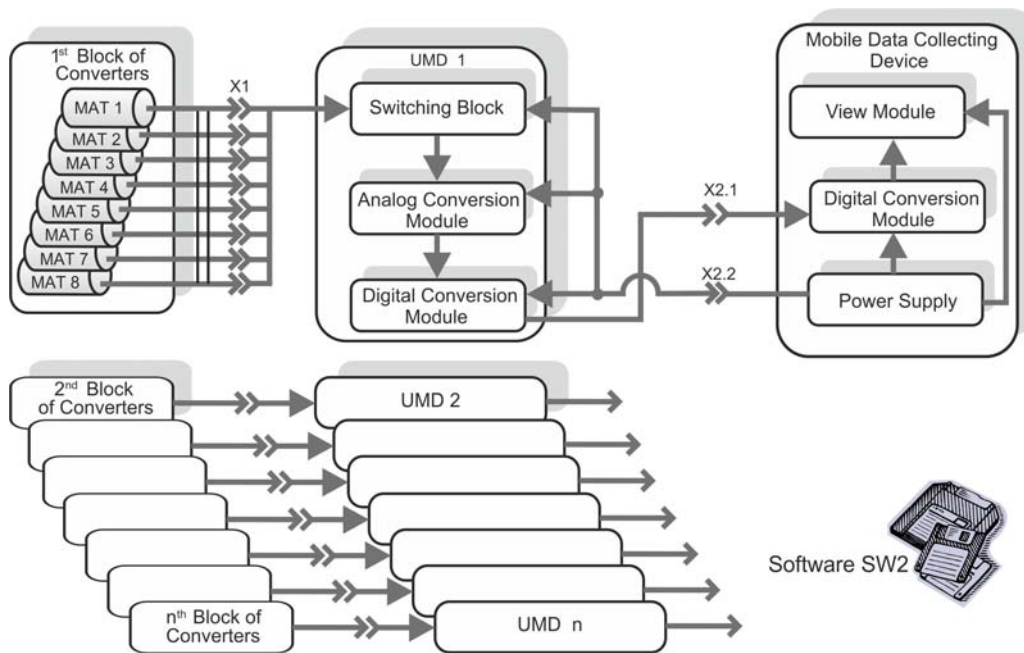 1st Block of
Converters
MAT 1
MAT 2
MAT 3
MAT 4
MAT 5
MAT 6
MAT 7
MAT 8
X1
UMD 1
Switching Block
Analog Conversion
Module
Digital Conversion
Module
X2.1
X2.2
Mobile Data Collecting
Device
View Module
Digital Conversion
Module
Power Supply
2nd Block
of Converters
UMD 2
nth Block of
Converters
UMD n
Software SW2